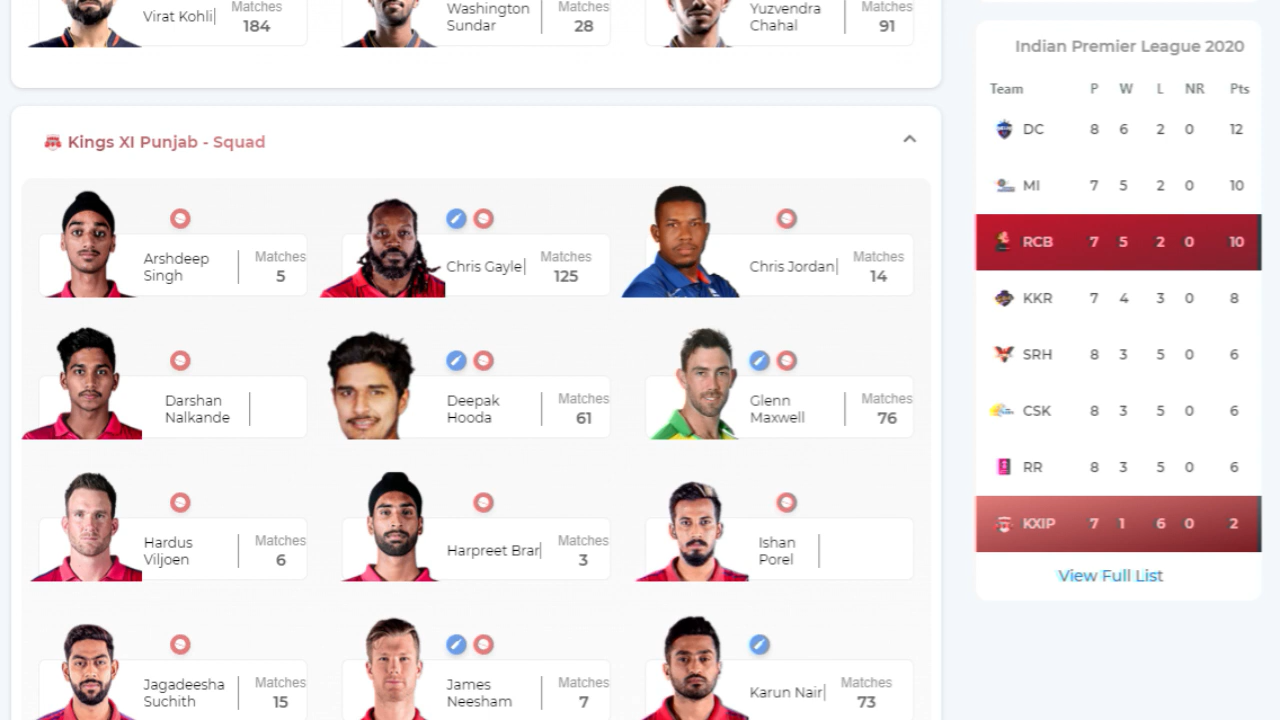 Virat Kohli
Matches
184
Washington
Sundar
Matches
28
Yuzvendra
Chahal
Matches
91
Kings XI Punjab - Squad
Arshdeep
Singh
Matches
5
Chris Gayle
Matches
125
Chris Jordan
Matches
14
Darshan
Nalkande
Deepak
Hooda
Matches
61
Glenn
Maxwell
Matches
76
Hardus
Viljoen
Matches
6
Harpreet Brar
Matches
3
Ishan
Porel
Jagadeesha
Suchith
Matches
15
James
Neesham
Matches
7
Karun Nair
Matches
73
Indian Premier League 2020
Team P W L NR Pts
DC 8 6 2 0 12
MI 7 5 2 0 10
RCB 7 5 2 0 10
KKR 7 4 3 0 8
SRH 8 3 5 0 6
CSK 8 3 5 0 6
RR 8 3 5 0 6
KXIP 7 1 6 0 2
View Full List